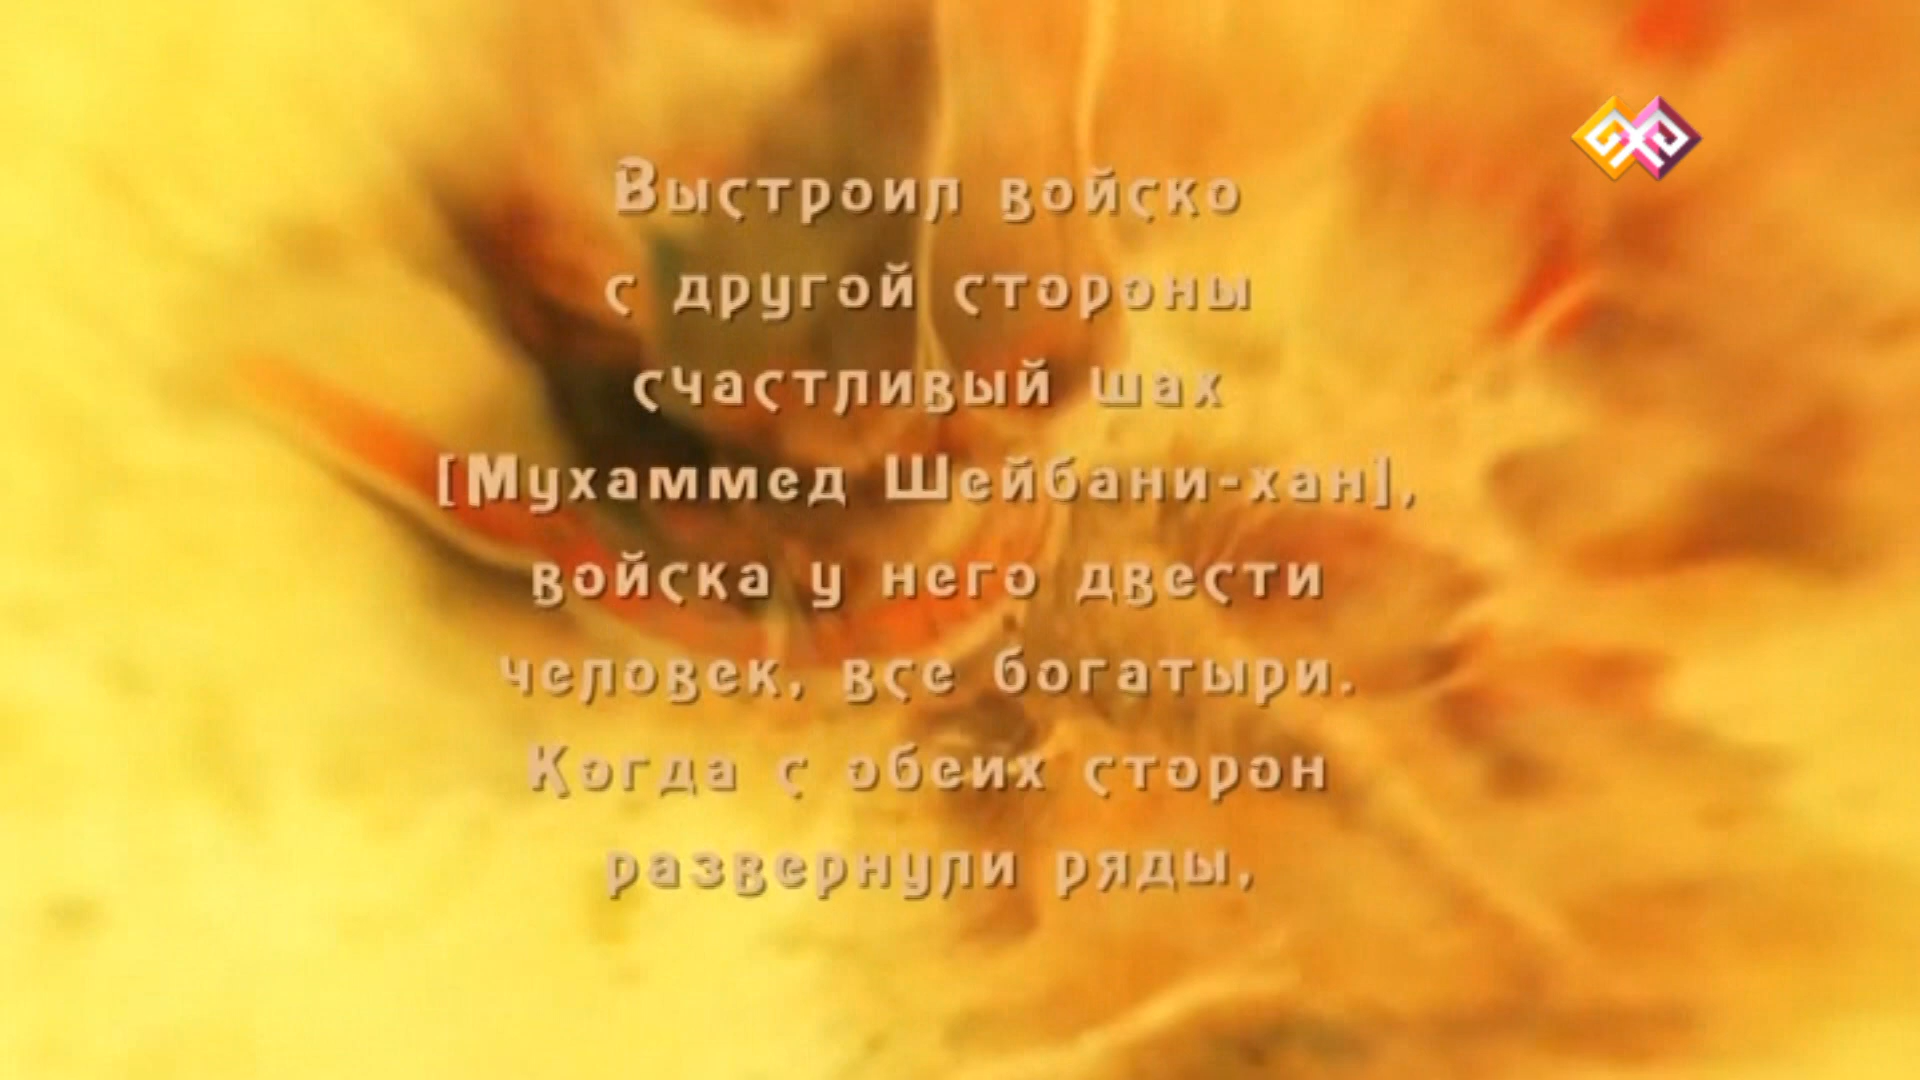 Выстроил войско
с другой стороны
счастливый шах
[Мухаммед Шейбани-хан],
войска у него двести
человек, все богатыри.
Когда с обеих сторон
развернули ряды,